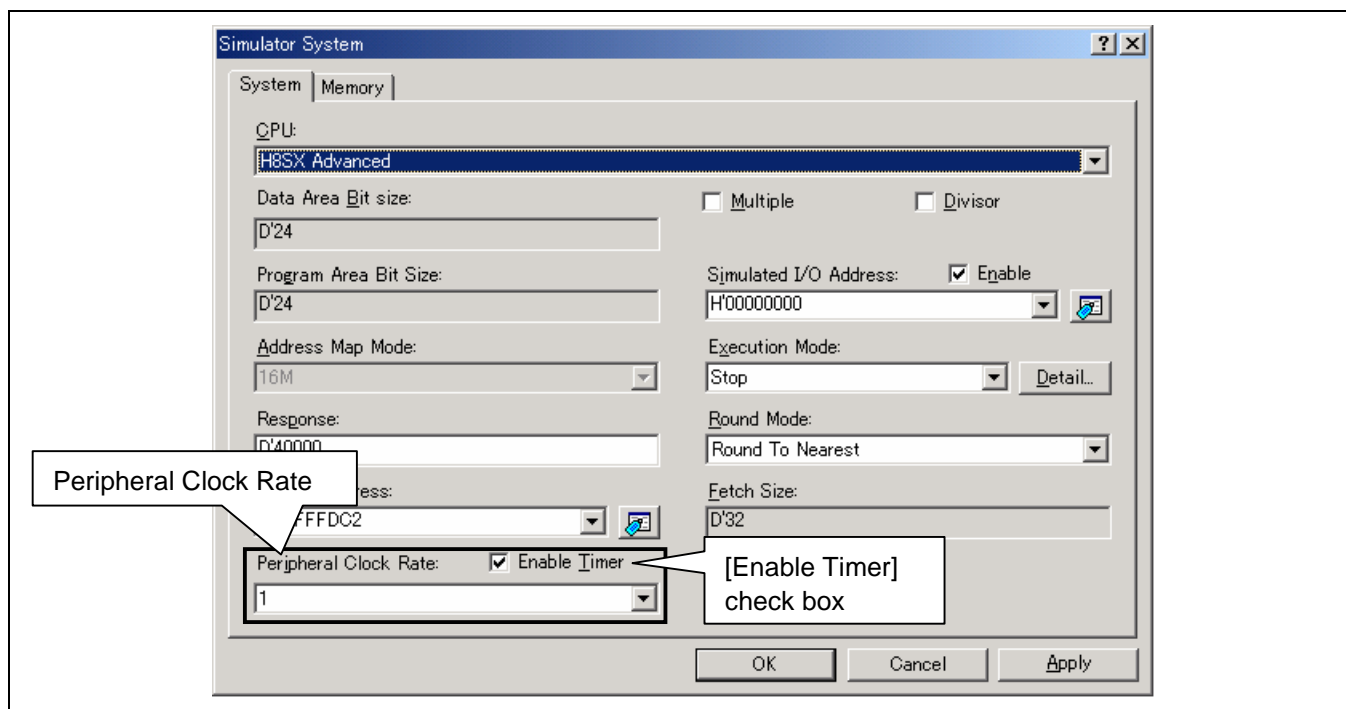 Simulator System
System
Memory
CPU:
H8SX Advanced
Data Area Bit size:
Multiple
Divisor
D'24
Program Area Bit Size:
Simulated I/O Address:
Enable
D'24
H'00000000
Address Map Mode:
Execution Mode:
16M
Stop
Detail...
Response:
Round Mode:
D'40000
Round To Nearest
Peripheral Clock Rate
ress:
Fetch Size:
FFFDC2
D'32
Peripheral Clock Rate:
Enable Timer
[Enable Timer]
check box
1
OK
Cancel
Apply